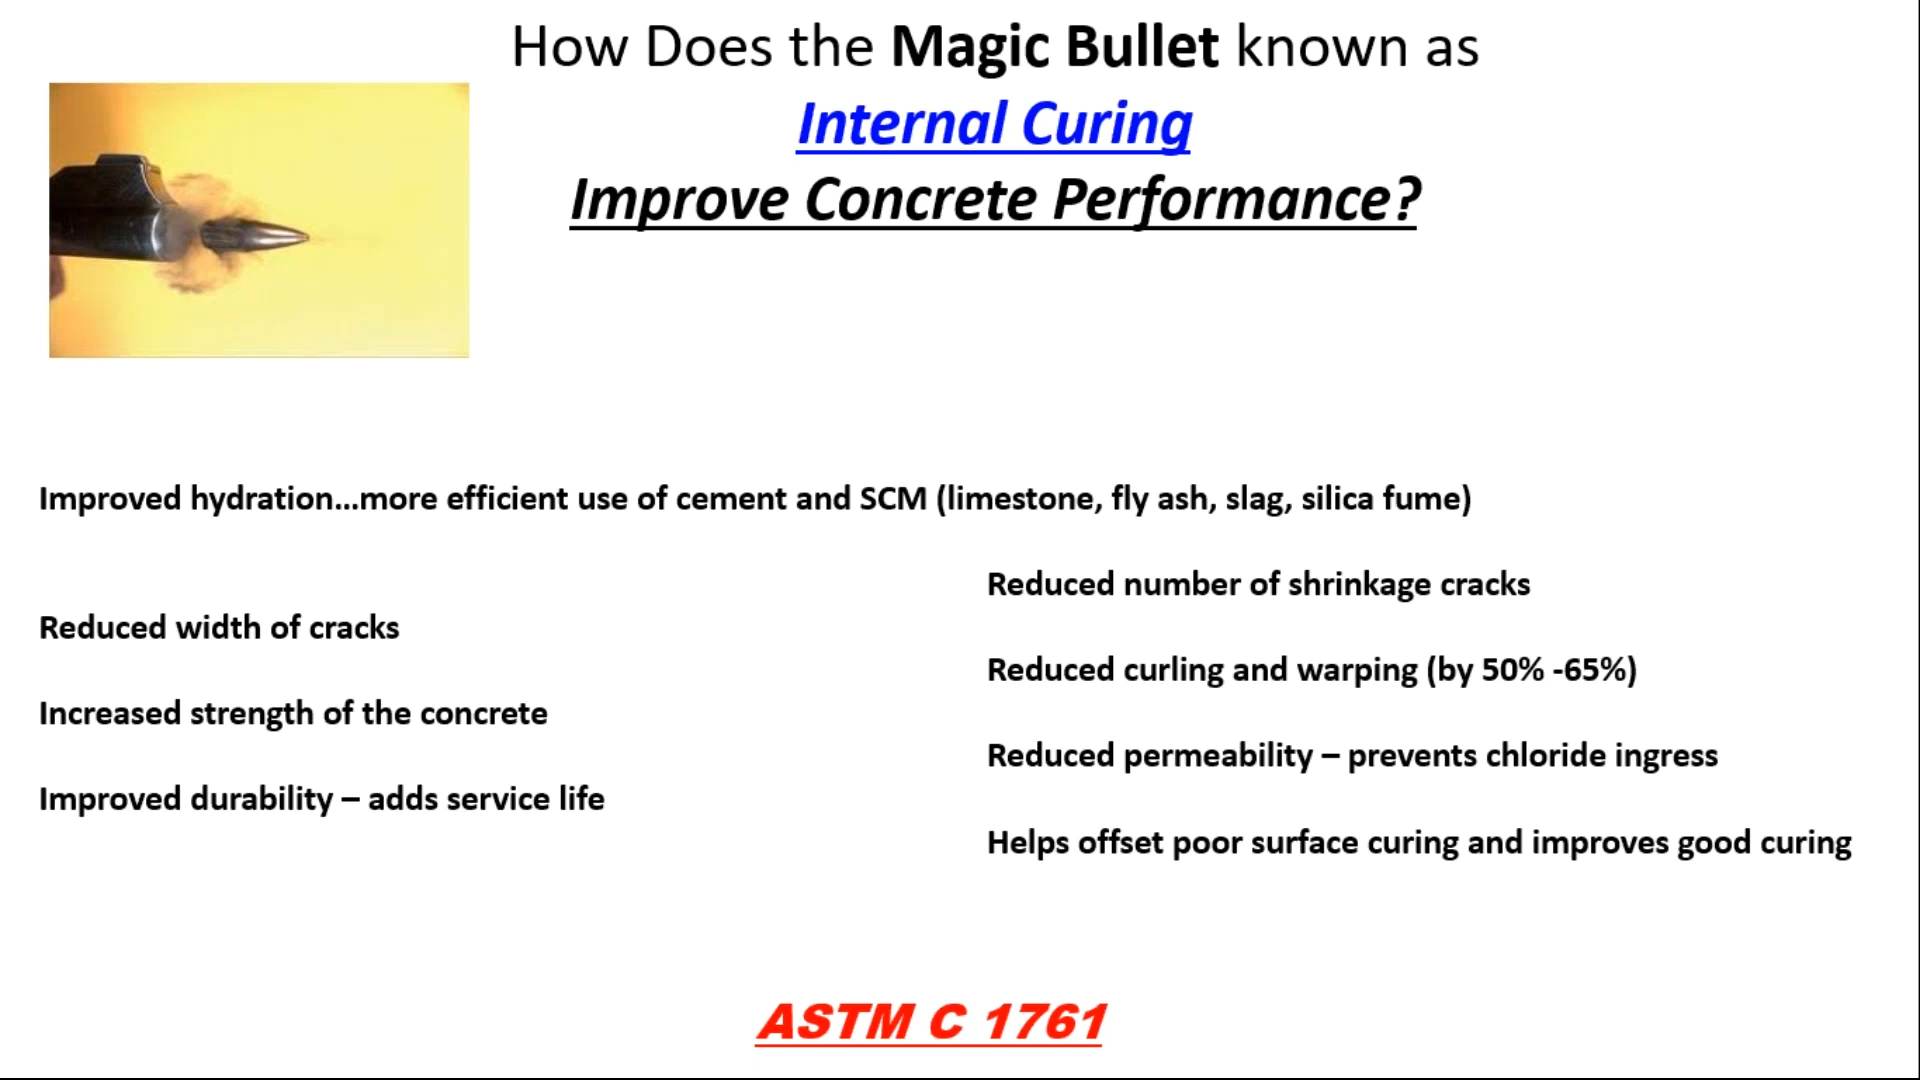 How Does the Magic Bullet known as
Internal Curing
Improve Concrete Performance?
Improved hydration...more efficient use of cement and SCM (limestone, fly ash, slag, silica fume)
Reduced number of shrinkage cracks
Reduced width of cracks
Reduced curling and warping (by 50% -65%)
Increased strength of the concrete
Reduced permeability – prevents chloride ingress
Improved durability – adds service life
Helps offset poor surface curing and improves good curing
ASTM C 1761